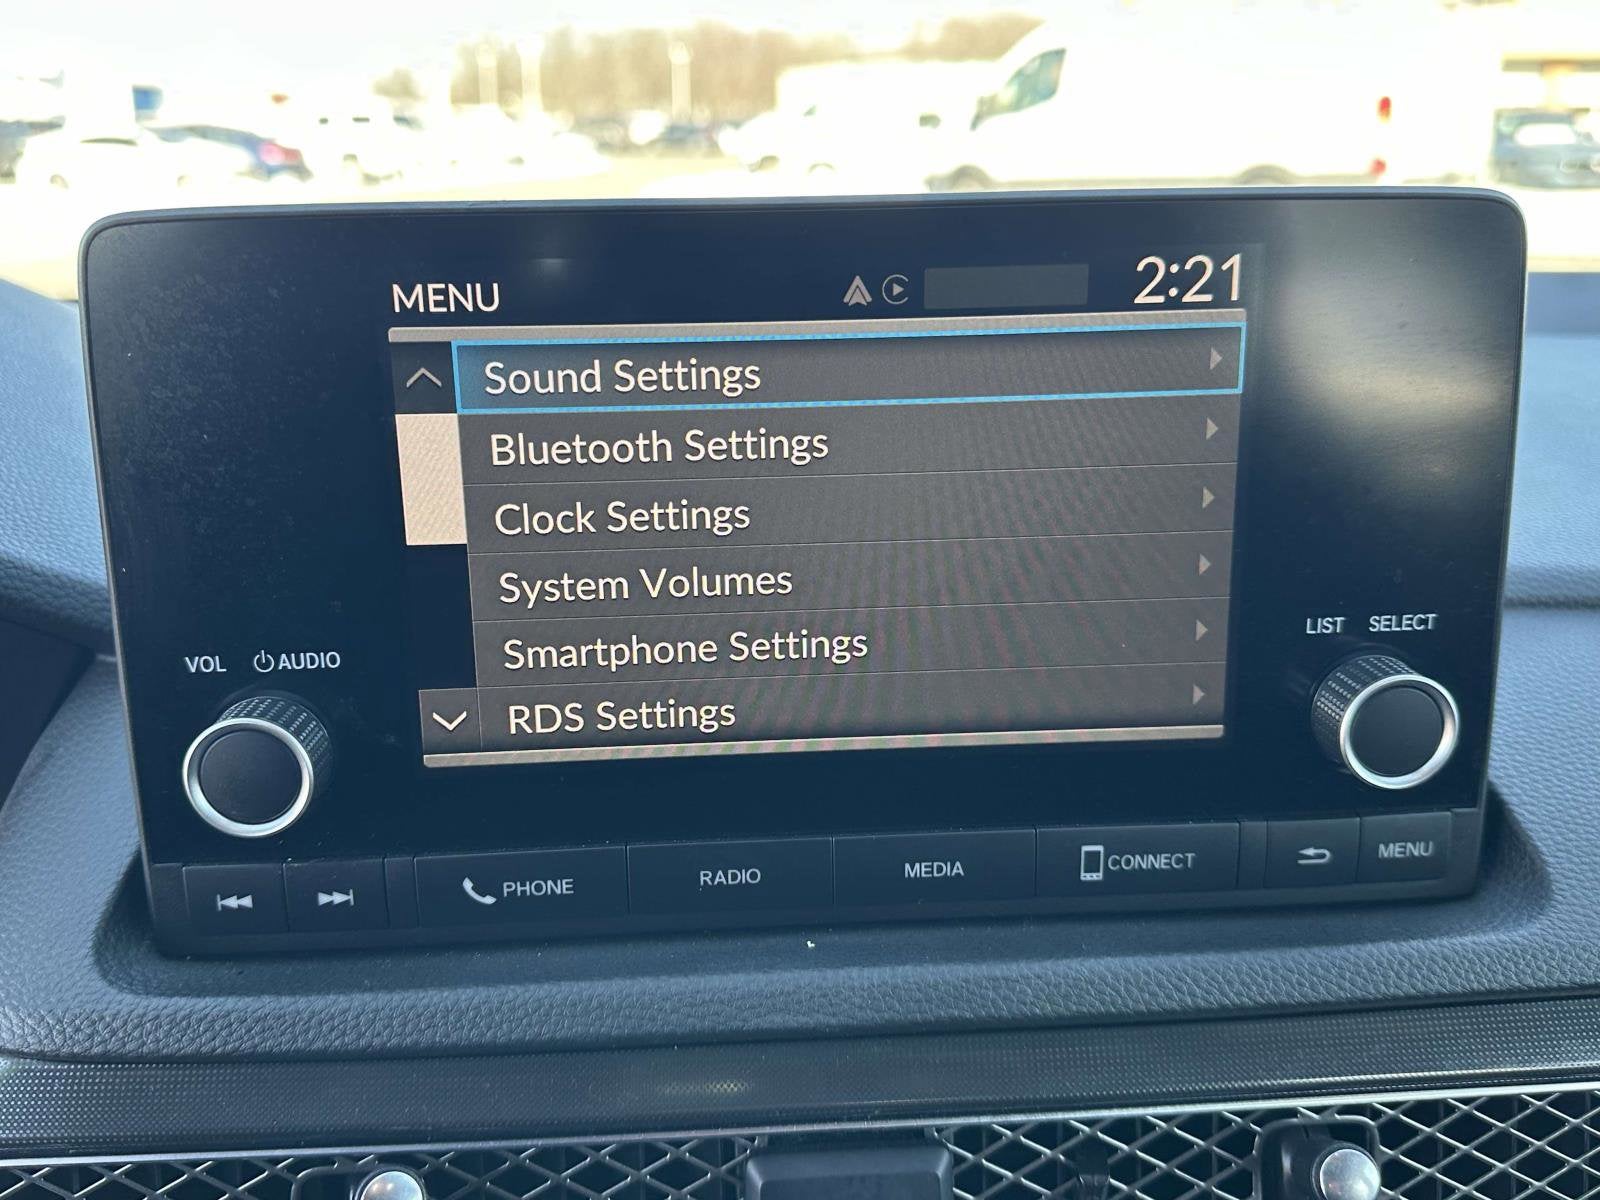 MENU 2:21
Sound Settings
Bluetooth Settings
Clock Settings
System Volumes
Smartphone Settings
RDS Settings
VOL AUDIO
LIST SELECT
PHONE RADIO MEDIA CONNECT MENU